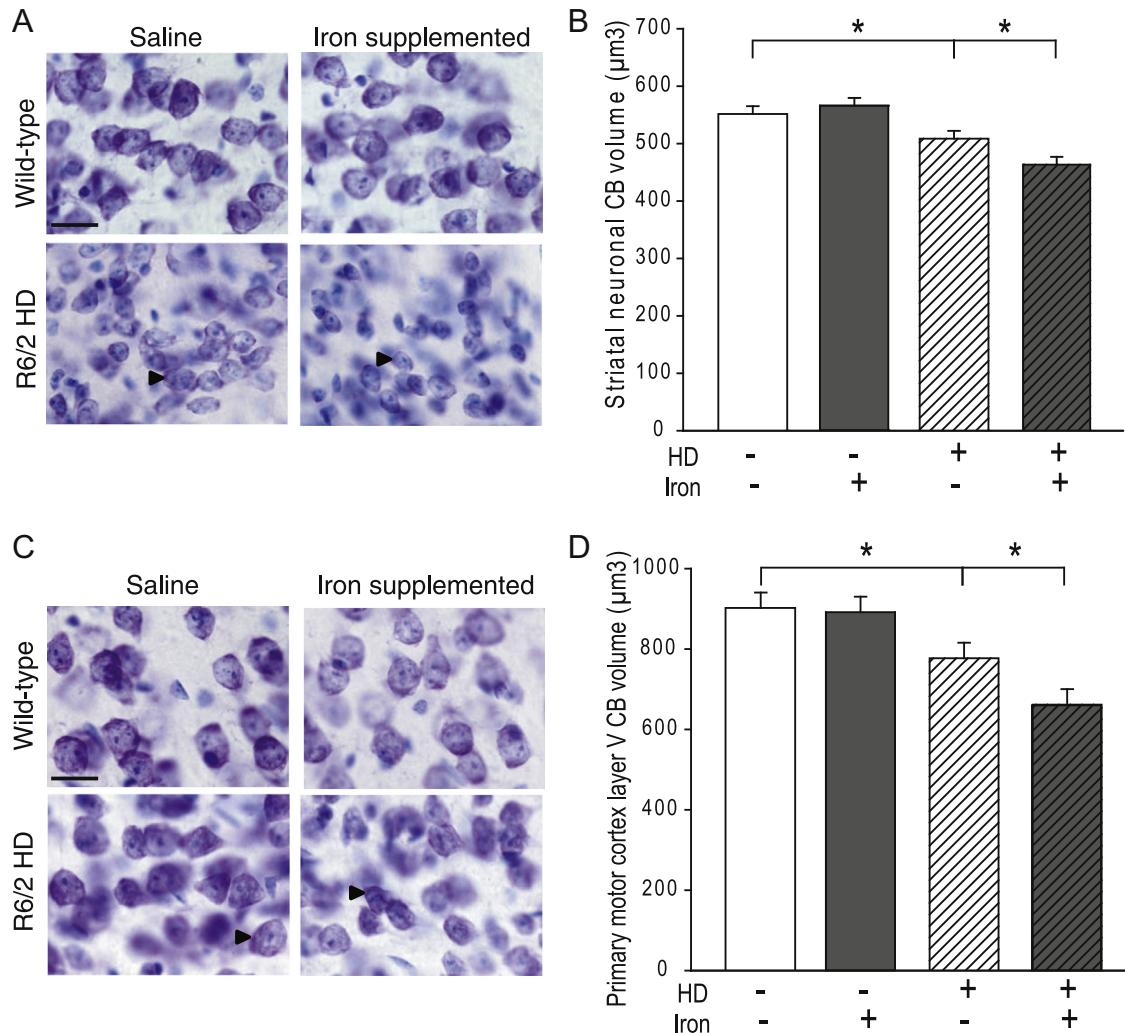 A
Saline Iron supplemented
Wild-type
R6/2 HD
B
Striatal neuronal CB volume (µm3)
700
600
500
400
300
200
100
0
* *
HD - - + +
Iron - + - +
C
Saline Iron supplemented
Wild-type
R6/2 HD
D
Primary motor cortex layer V CB volume (µm3)
1000
800
600
400
200
0
* *
HD - - + +
Iron - + - +